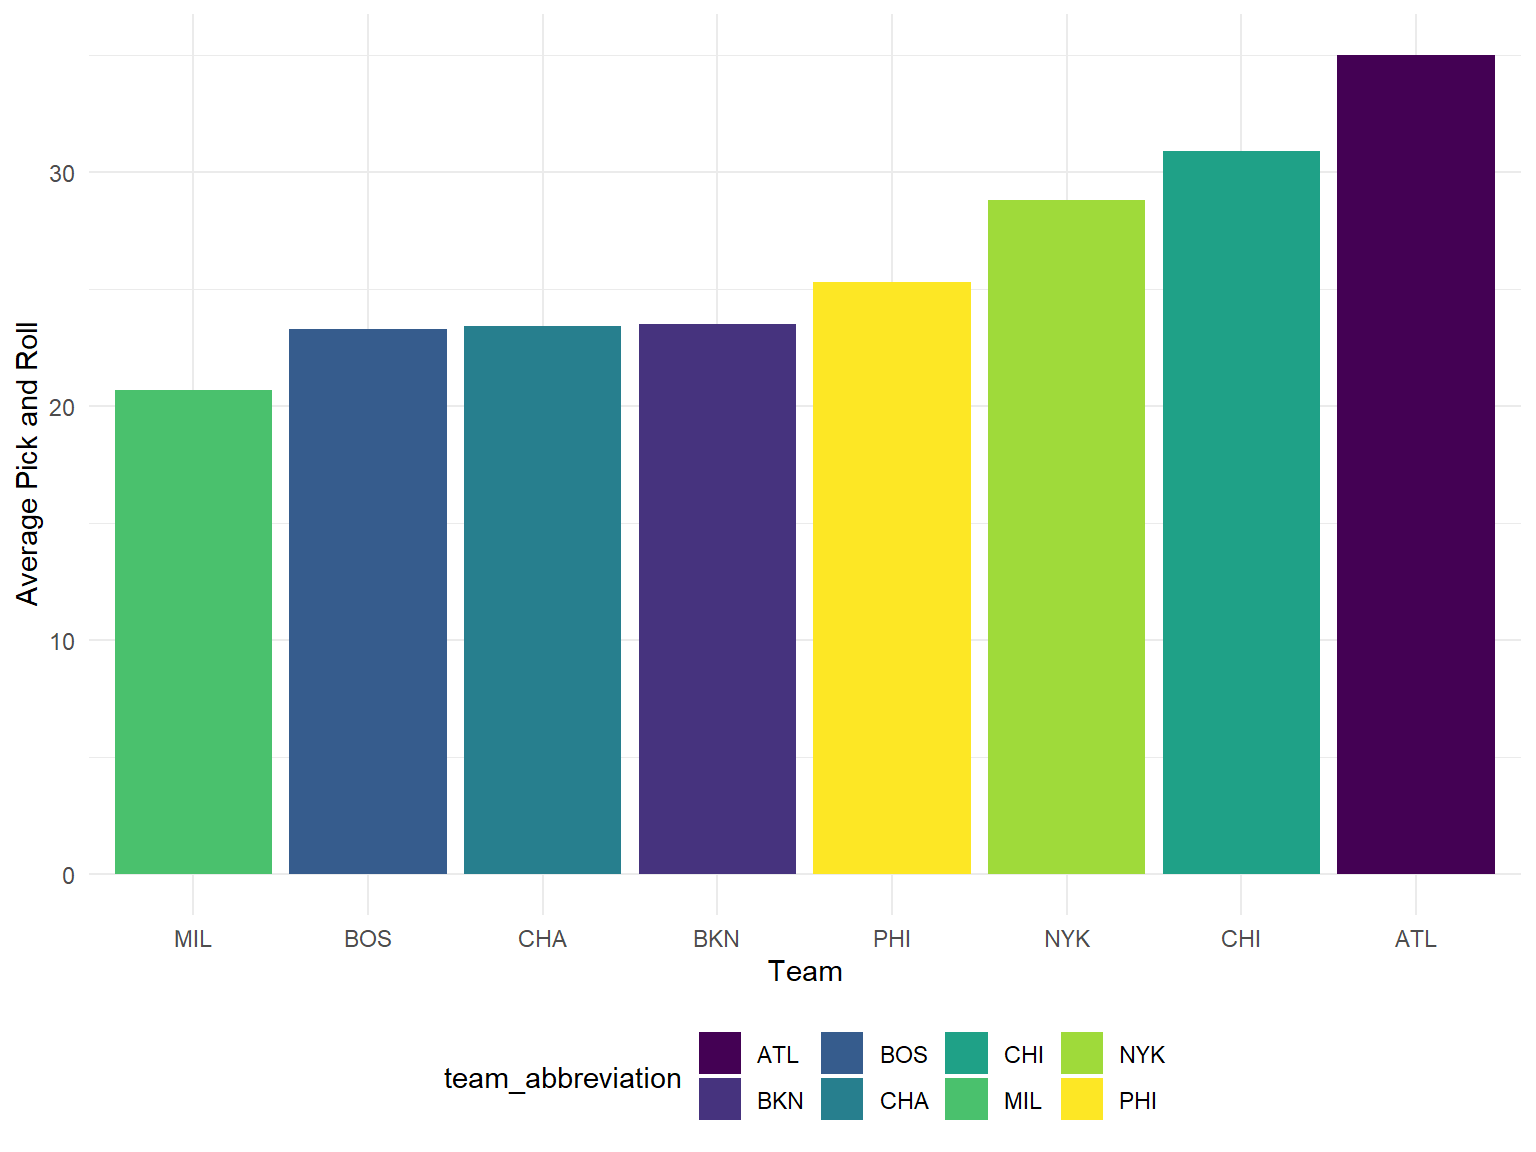 Average Pick and Roll
30
20
10
0
MIL BOS CHA BKN PHI NYK CHI ATL
Team
team_abbreviation
ATL BOS CHI NYK
BKN CHA MIL PHI